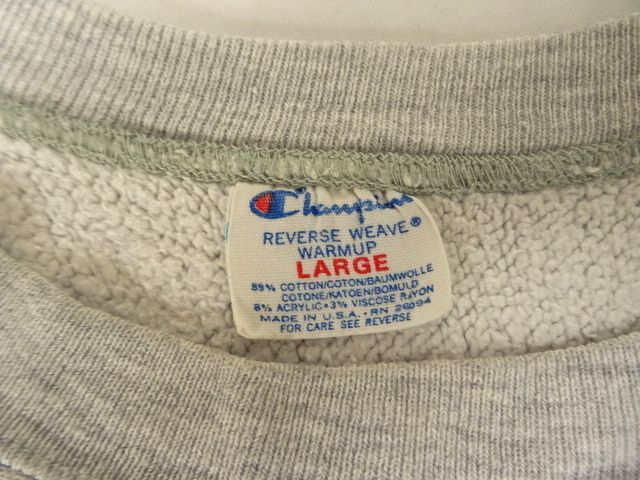 Champion
REVERSE WEAVE®
WARMUP
LARGE
89% COTTON/COTON/BAUMWOLLE
COTONE/KATOEN/BOMULD
8% ACRYLIC • 3% VISCOSE RAYON
MADE IN U.S.A. • RN 26094
FOR CARE SEE REVERSE